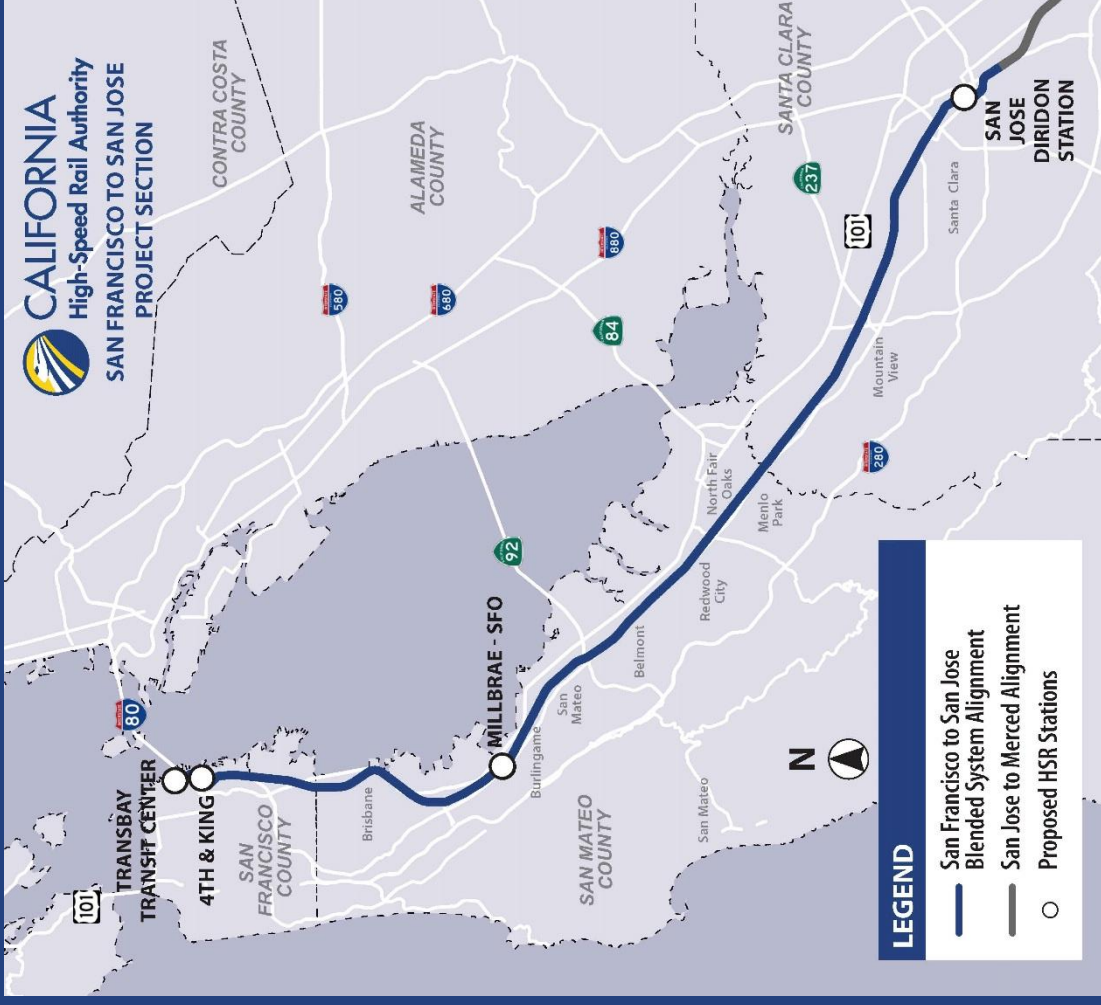 CALIFORNIA
High-Speed Rail Authority
SAN FRANCISCO TO SAN JOSE
PROJECT SECTION
CONTRA COSTA
COUNTY
ALAMEDA
COUNTY
SANTA CLARA
COUNTY
580
680
880
84
237
101
80
92
280
101
TRANSBAY
TRANSIT CENTER
4TH & KING
SAN
FRANCISCO
COUNTY
Brisbane
MILLBRAE - SFO
Burlingame
San
Mateo
SAN MATEO
COUNTY
San Mateo
Belmont
Redwood
City
North Fair
Oaks
Menlo
Park
Mountain
View
Santa Clara
SAN
JOSE
DIRIDON
STATION
N
LEGEND
San Francisco to San Jose
Blended System Alignment
San Jose to Merced Alignment
Proposed HSR Stations